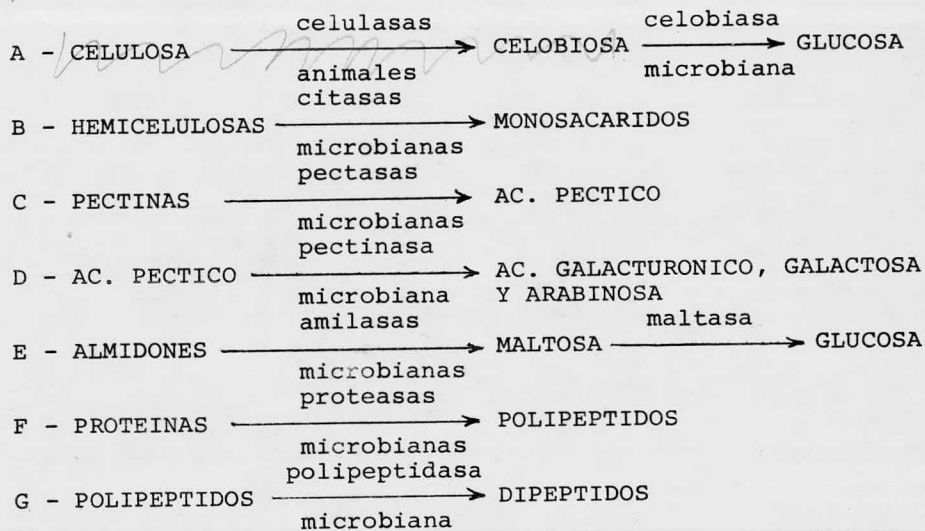 celulasas celobiasa
A - CELULOSA CELOBIOSA GLUCOSA
animales microbiana
citasas
B - HEMICELULOSAS MONOSACARIDOS
microbianas
pectasas
C - PECTINAS AC. PECTICO
microbianas
pectinasa
D - AC. PECTICO AC. GALACTURONICO, GALACTOSA
microbiana Y ARABINOSA
amilasas maltasa
E - ALMIDONES MALTOSA GLUCOSA
microbianas
proteasas
F - PROTEINAS POLIPEPTIDOS
microbianas
polipeptidasa
G - POLIPEPTIDOS DIPEPTIDOS
microbiana